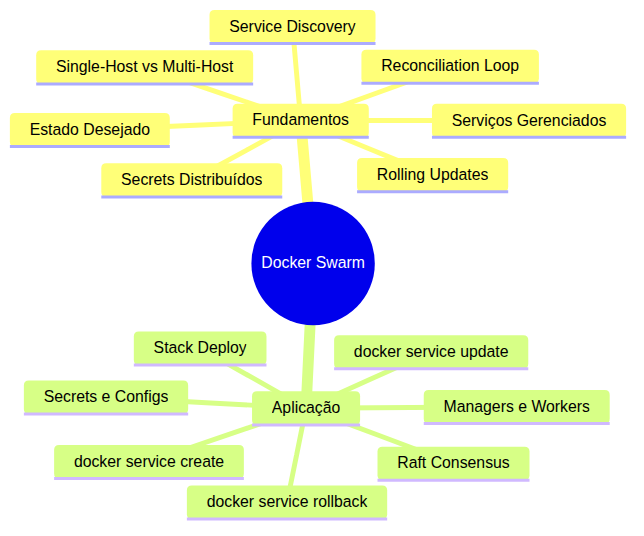 Service Discovery
Single-Host vs Multi-Host
Reconciliation Loop
Estado Desejado
Fundamentos
Serviços Gerenciados
Secrets Distribuídos
Rolling Updates
Docker Swarm
Stack Deploy
docker service update
Secrets e Configs
Aplicação
Managers e Workers
docker service create
Raft Consensus
docker service rollback